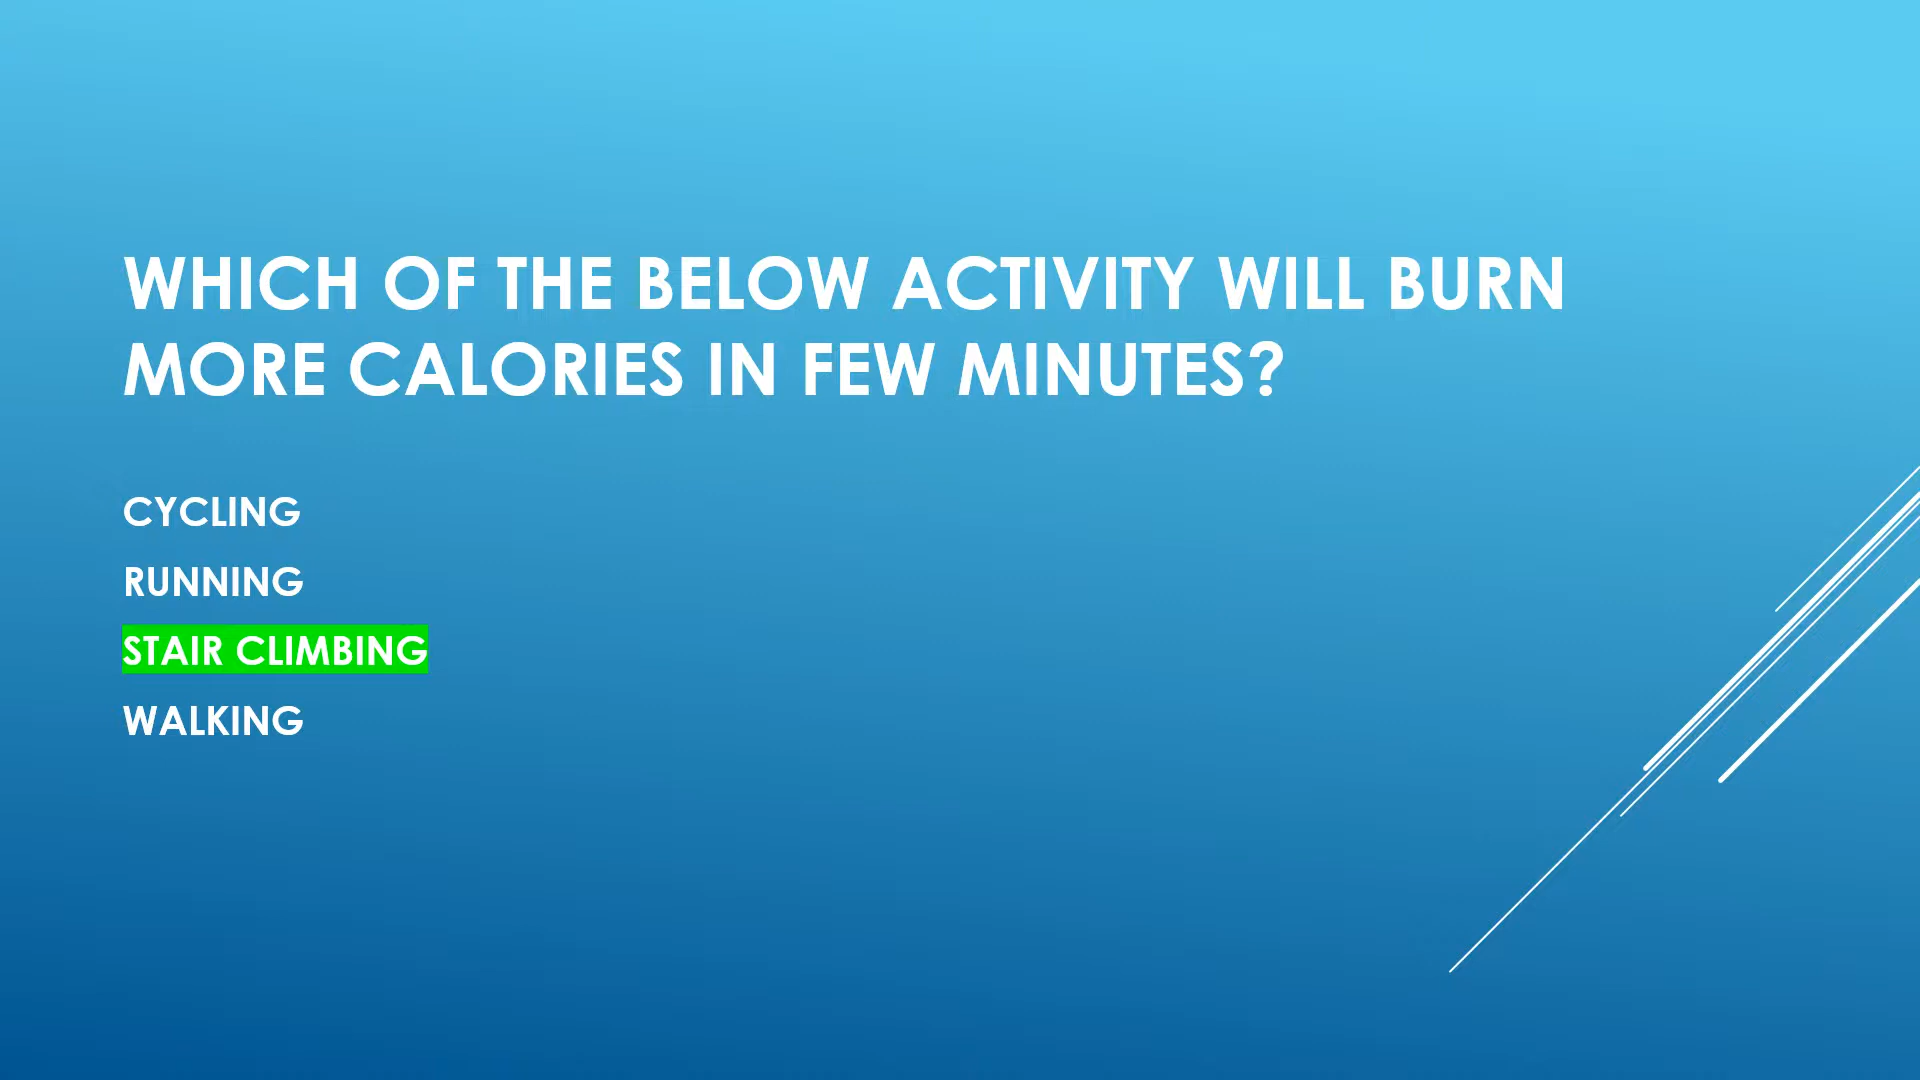 WHICH OF THE BELOW ACTIVITY WILL BURN
MORE CALORIES IN FEW MINUTES?
CYCLING
RUNNING
STAIR CLIMBING
WALKING